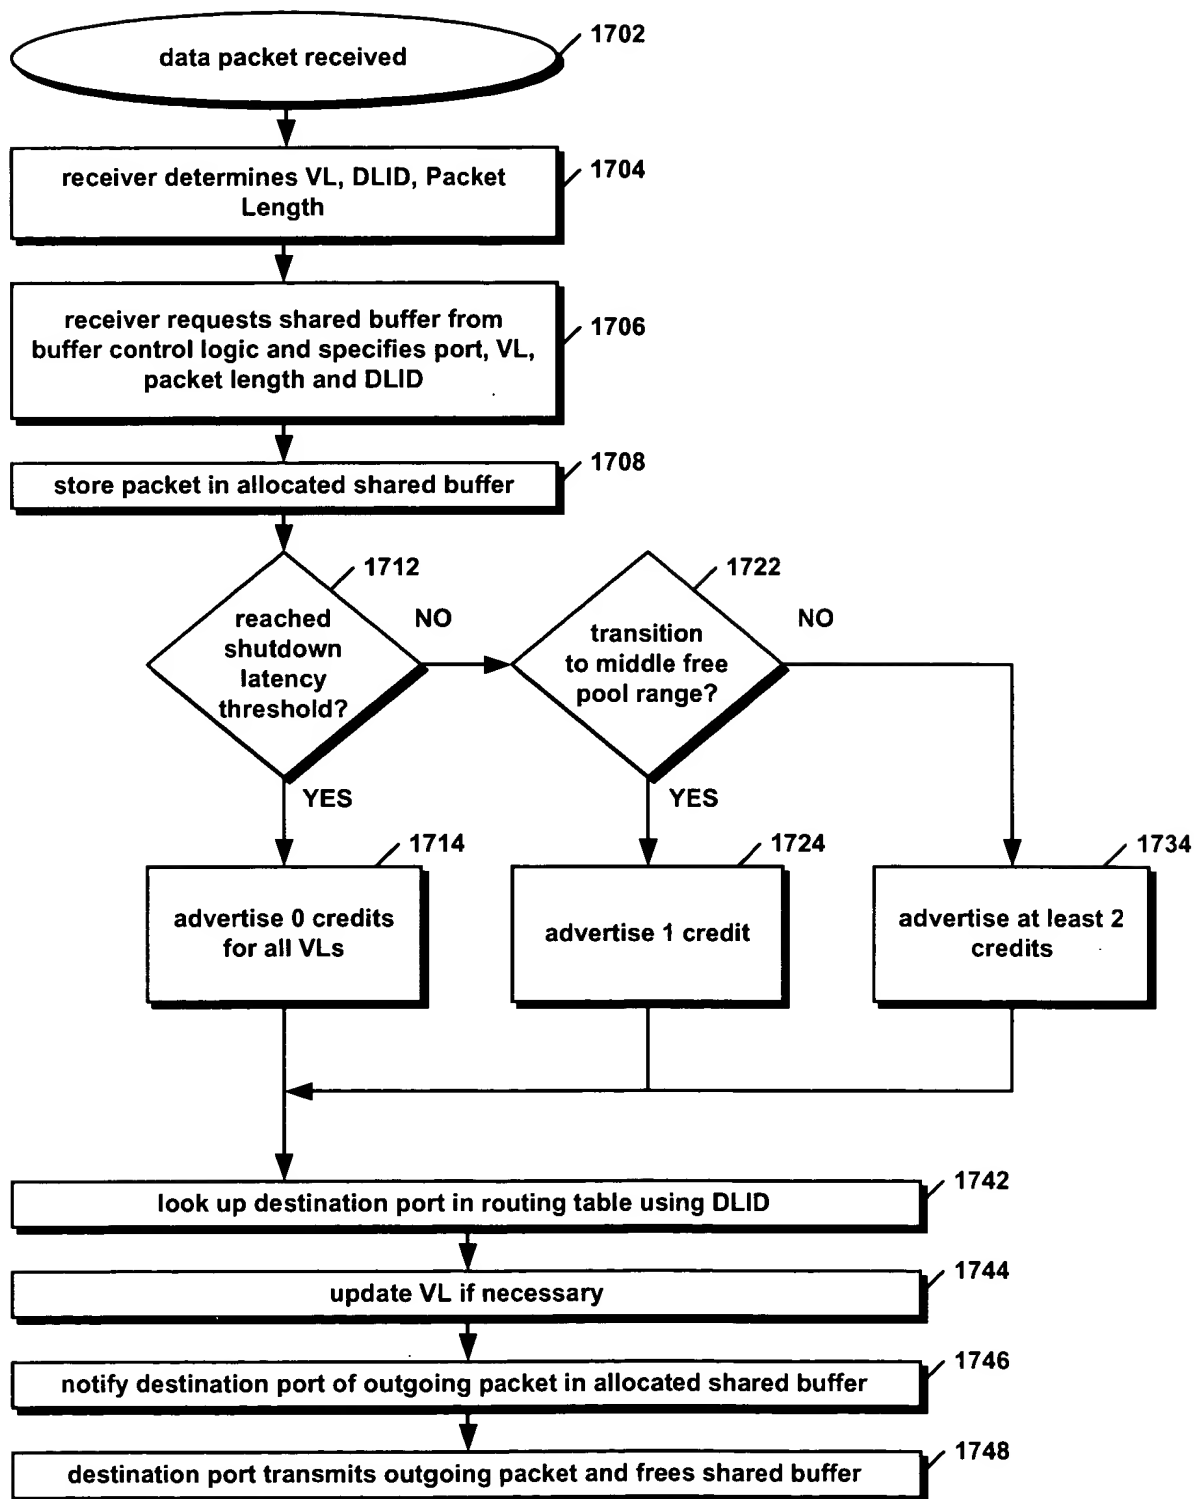 data packet received
1702
receiver determines VL, DLID, Packet
Length
1704
receiver requests shared buffer from
buffer control logic and specifies port, VL,
packet length and DLID
1706
store packet in allocated shared buffer
1708
reached
shutdown
latency
threshold?
1712
NO
YES
transition
to middle free
pool range?
1722
NO
YES
advertise 0 credits
for all VLs
1714
advertise 1 credit
1724
advertise at least 2
credits
1734
look up destination port in routing table using DLID
1742
update VL if necessary
1744
notify destination port of outgoing packet in allocated shared buffer
1746
destination port transmits outgoing packet and frees shared buffer
1748